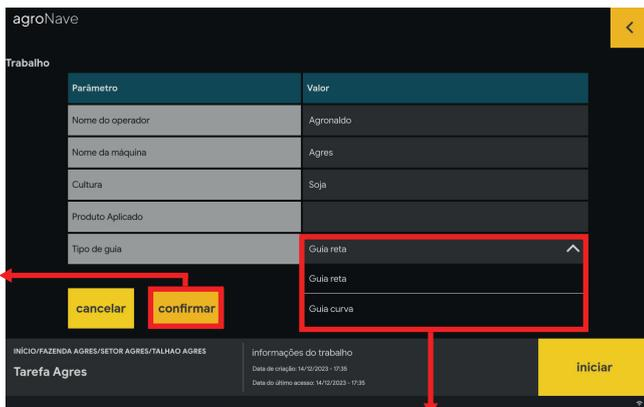 agroNave
Trabalho
Parâmetro Valor
Nome do operador Agronaldo
Nome da máquina Agres
Cultura Soja
Produto Aplicado
Tipo de guia Guia reta
Guia reta
Guia curva
cancelar confirmar
INÍCIO/FAZENDA AGRES/SETOR AGRES/TALHAO AGRES
Tarefa Agres
informações do trabalho
Data de criação: 14/12/2023 - 17:35
Data do último acesso: 14/12/2023 - 17:35
iniciar